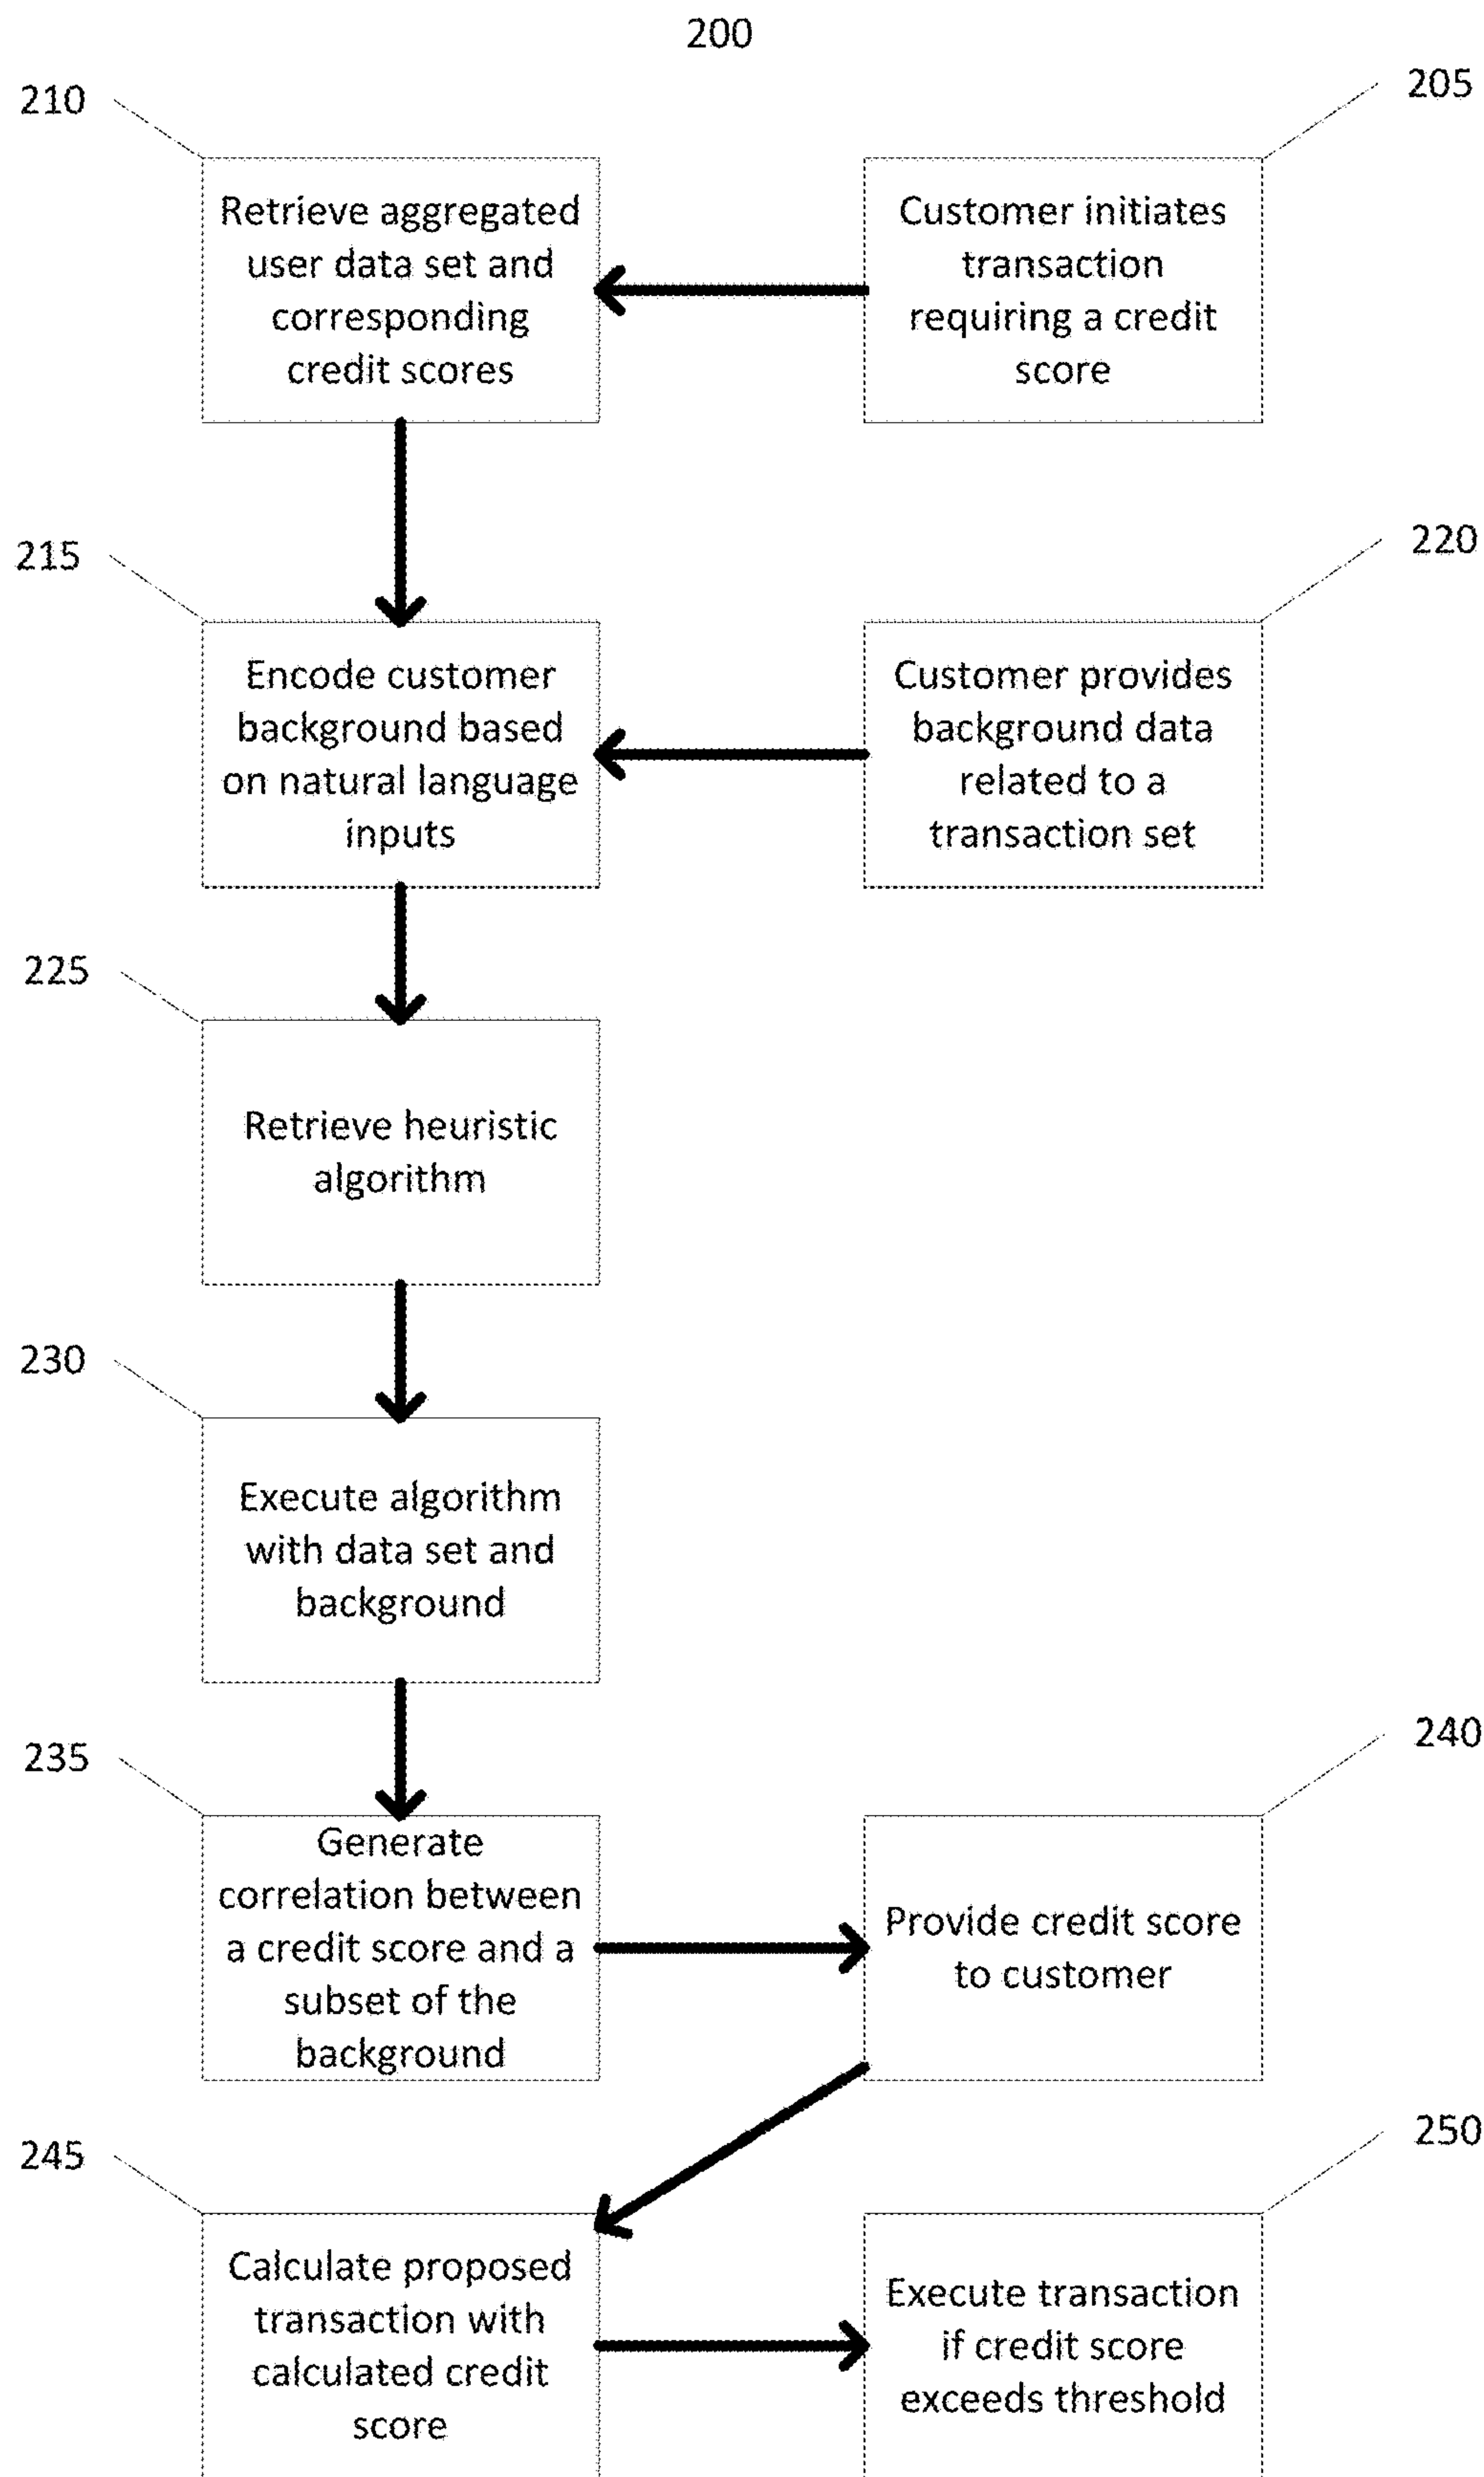 200
210
205
Retrieve aggregated
user data set and
corresponding
credit scores
Customer initiates
transaction
requiring a credit
score
215
220
Encode customer
background based
on natural language
inputs
Customer provides
background data
related to a
transaction set
225
Retrieve heuristic
algorithm
230
Execute algorithm
with data set and
background
235
240
Generate
correlation between
a credit score and a
subset of the
background
Provide credit score
to customer
245
250
Calculate proposed
transaction with
calculated credit
score
Execute transaction
if credit score
exceeds threshold